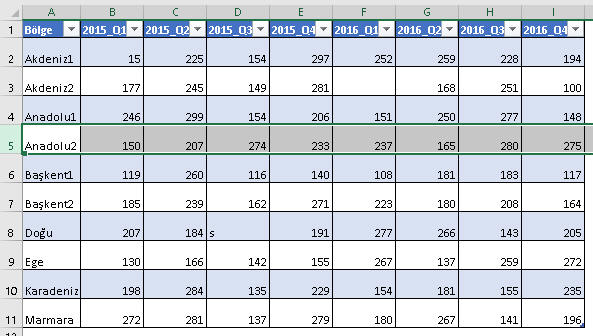 A B C D E F G H I
1 Bölge 2015_Q1 2015_Q2 2015_Q3 2015_Q4 2016_Q1 2016_Q2 2016_Q3 2016_Q4
2 Akdeniz1 15 225 154 297 252 259 228 194
3 Akdeniz2 177 245 149 281 168 251 100
4 Anadolu1 246 299 154 206 151 250 277 148
5 Anadolu2 150 207 274 233 237 165 280 275
6 Başkent1 119 260 116 140 108 181 183 117
7 Başkent2 185 239 162 271 223 180 208 164
8 Doğu 207 184 s 191 277 266 143 205
9 Ege 130 166 142 155 267 137 259 272
10 Karadeniz 198 284 135 229 154 181 155 235
11 Marmara 272 281 137 279 180 267 141 196